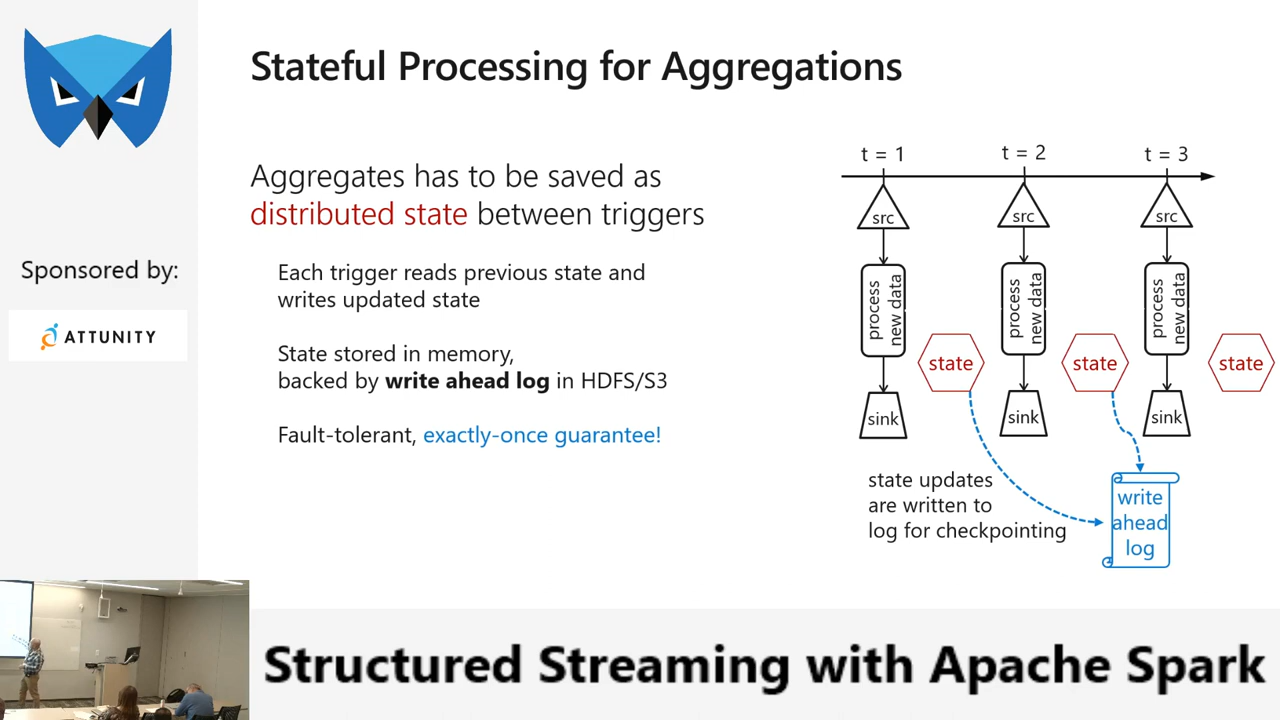 Stateful Processing for Aggregations
Aggregates has to be saved as
distributed state between triggers
Each trigger reads previous state and
writes updated state
State stored in memory,
backed by write ahead log in HDFS/S3
Fault-tolerant, exactly-once guarantee!
t = 1
t = 2
t = 3
src
src
src
process
new data
process
new data
process
new data
state
state
state
sink
sink
sink
state updates
are written to
log for checkpointing
write
ahead
log
Sponsored by:
ATTUNITY
Structured Streaming with Apache Spark